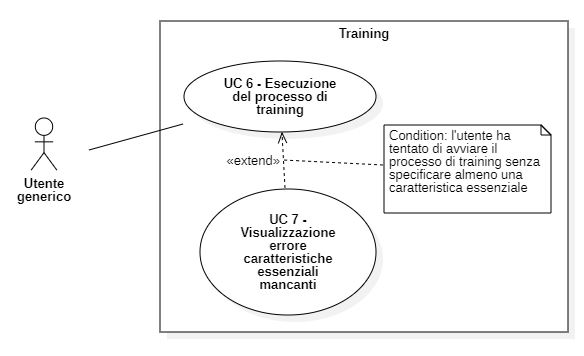 Training
UC 6 - Esecuzione
del processo di
training
Utente
generico
«extend»
Condition: l'utente ha
tentato di avviare il
processo di training senza
specificare almeno una
caratteristica essenziale
UC 7 -
Visualizzazione
errore
caratteristiche
essenziali
mancanti